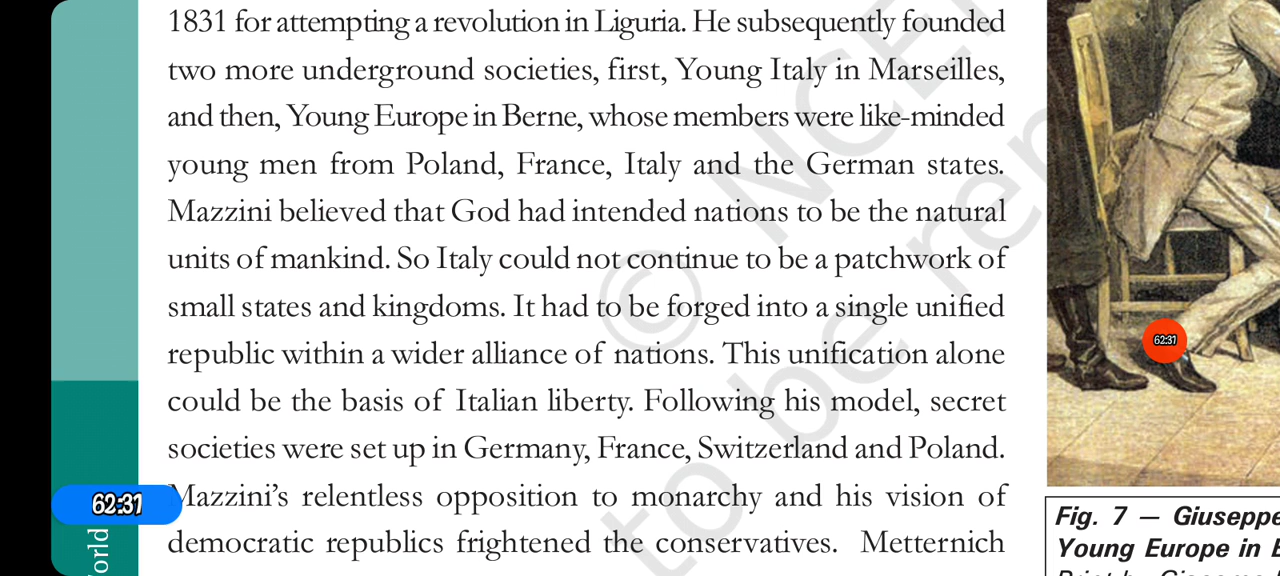 1831 for attempting a revolution in Liguria. He subsequently founded
two more underground societies, first, Young Italy in Marseilles,
and then, Young Europe in Berne, whose members were like-minded
young men from Poland, France, Italy and the German states.
Mazzini believed that God had intended nations to be the natural
units of mankind. So Italy could not continue to be a patchwork of
small states and kingdoms. It had to be forged into a single unified
republic within a wider alliance of nations. This unification alone
could be the basis of Italian liberty. Following his model, secret
societies were set up in Germany, France, Switzerland and Poland.
Mazzini's relentless opposition to monarchy and his vision of
democratic republics frightened the conservatives. Metternich
62:31
orld
62:31
Fig. 7 — Giuseppe
Young Europe in
© NCE
to be re